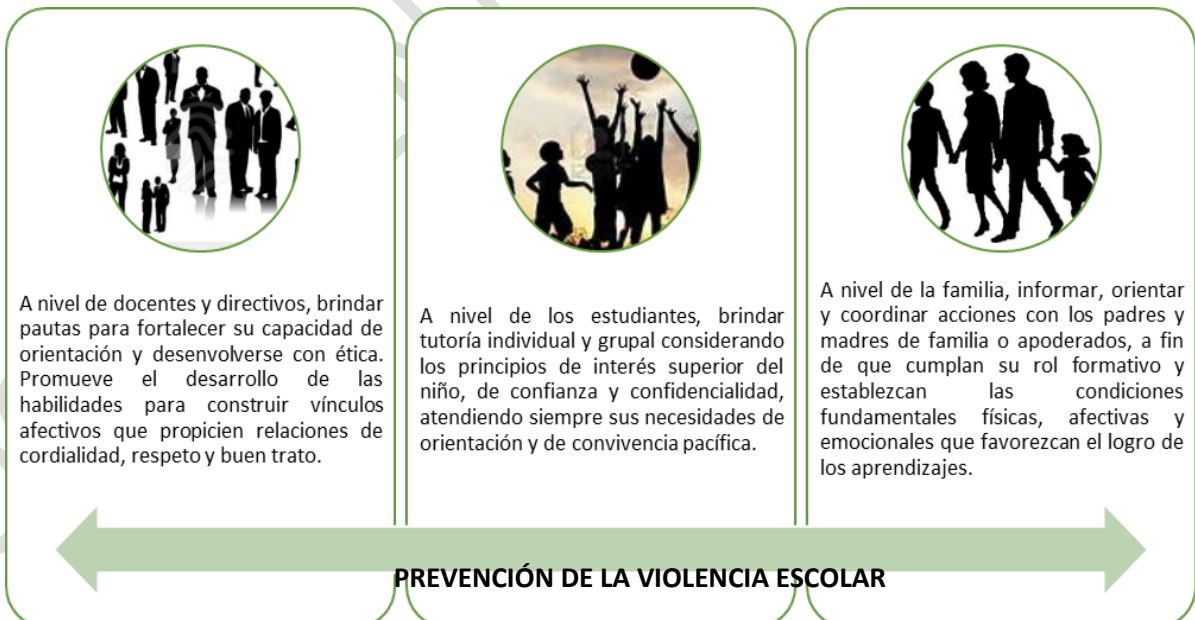 A nivel de docentes y directivos, brindar
pautas para fortalecer su capacidad de
orientación y desenvolverse con ética.
Promueve el desarrollo de las
habilidades para construir vínculos
afectivos que propicien relaciones de
cordialidad, respeto y buen trato.
A nivel de los estudiantes, brindar
tutoría individual y grupal considerando
los principios de interés superior del
niño, de confianza y confidencialidad,
atendiendo siempre sus necesidades de
orientación y de convivencia pacífica.
A nivel de la familia, informar, orientar
y coordinar acciones con los padres y
madres de familia o apoderados, a fin
de que cumplan su rol formativo y
establezcan las condiciones
fundamentales físicas, afectivas y
emocionales que favorezcan el logro de
los aprendizajes.
PREVENCIÓN DE LA VIOLENCIA ESCOLAR